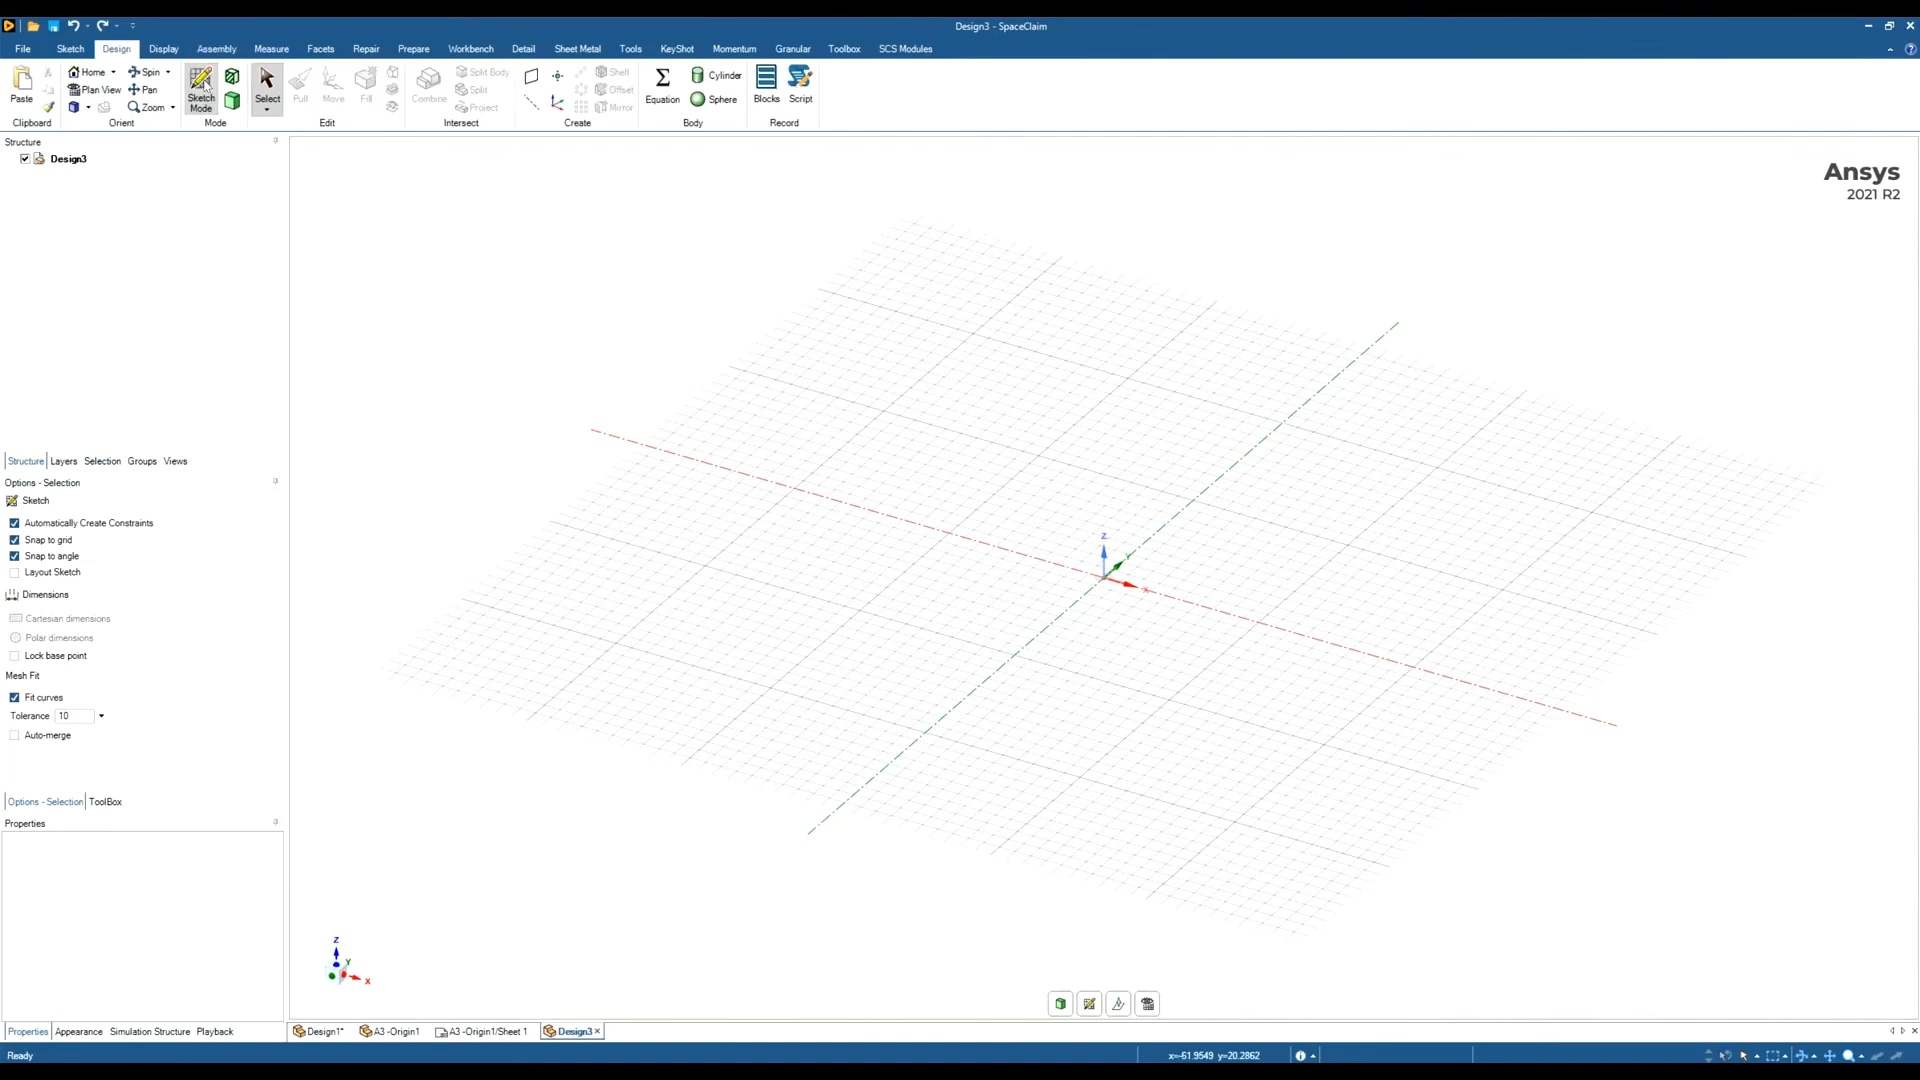 Design3 - SpaceClaim
File Sketch Design Display Assembly Measure Facets Repair Prepare Workbench Detail Sheet Metal Tools KeyShot Momentum Granular Toolbox SCS Modules
Paste
Clipboard
Home Spin
Plan View Pan
Zoom
Orient
Sketch
Mode
Mode
Select Pull Move Fill
Edit
Combine
Split Body
Split
Project
Intersect
Shell
Offset
Mirror
Create
Equation
Cylinder
Sphere
Body
Blocks Script
Record
Structure
Design3
Ansys
2021 R2
Structure Layers Selection Groups Views
Options - Selection
Sketch
Automatically Create Constraints
Snap to grid
Snap to angle
Layout Sketch
Dimensions
Cartesian dimensions
Polar dimensions
Lock base point
Mesh Fit
Fit curves
Tolerance 10
Auto-merge
Options - Selection ToolBox
Properties
Z
Y
X
Z
Y
X
Properties Appearance Simulation Structure Playback
Design1* A3 -Origin1 A3 -Origin1/Sheet 1 Design3
Ready
x=-61.9549 y=20.2862